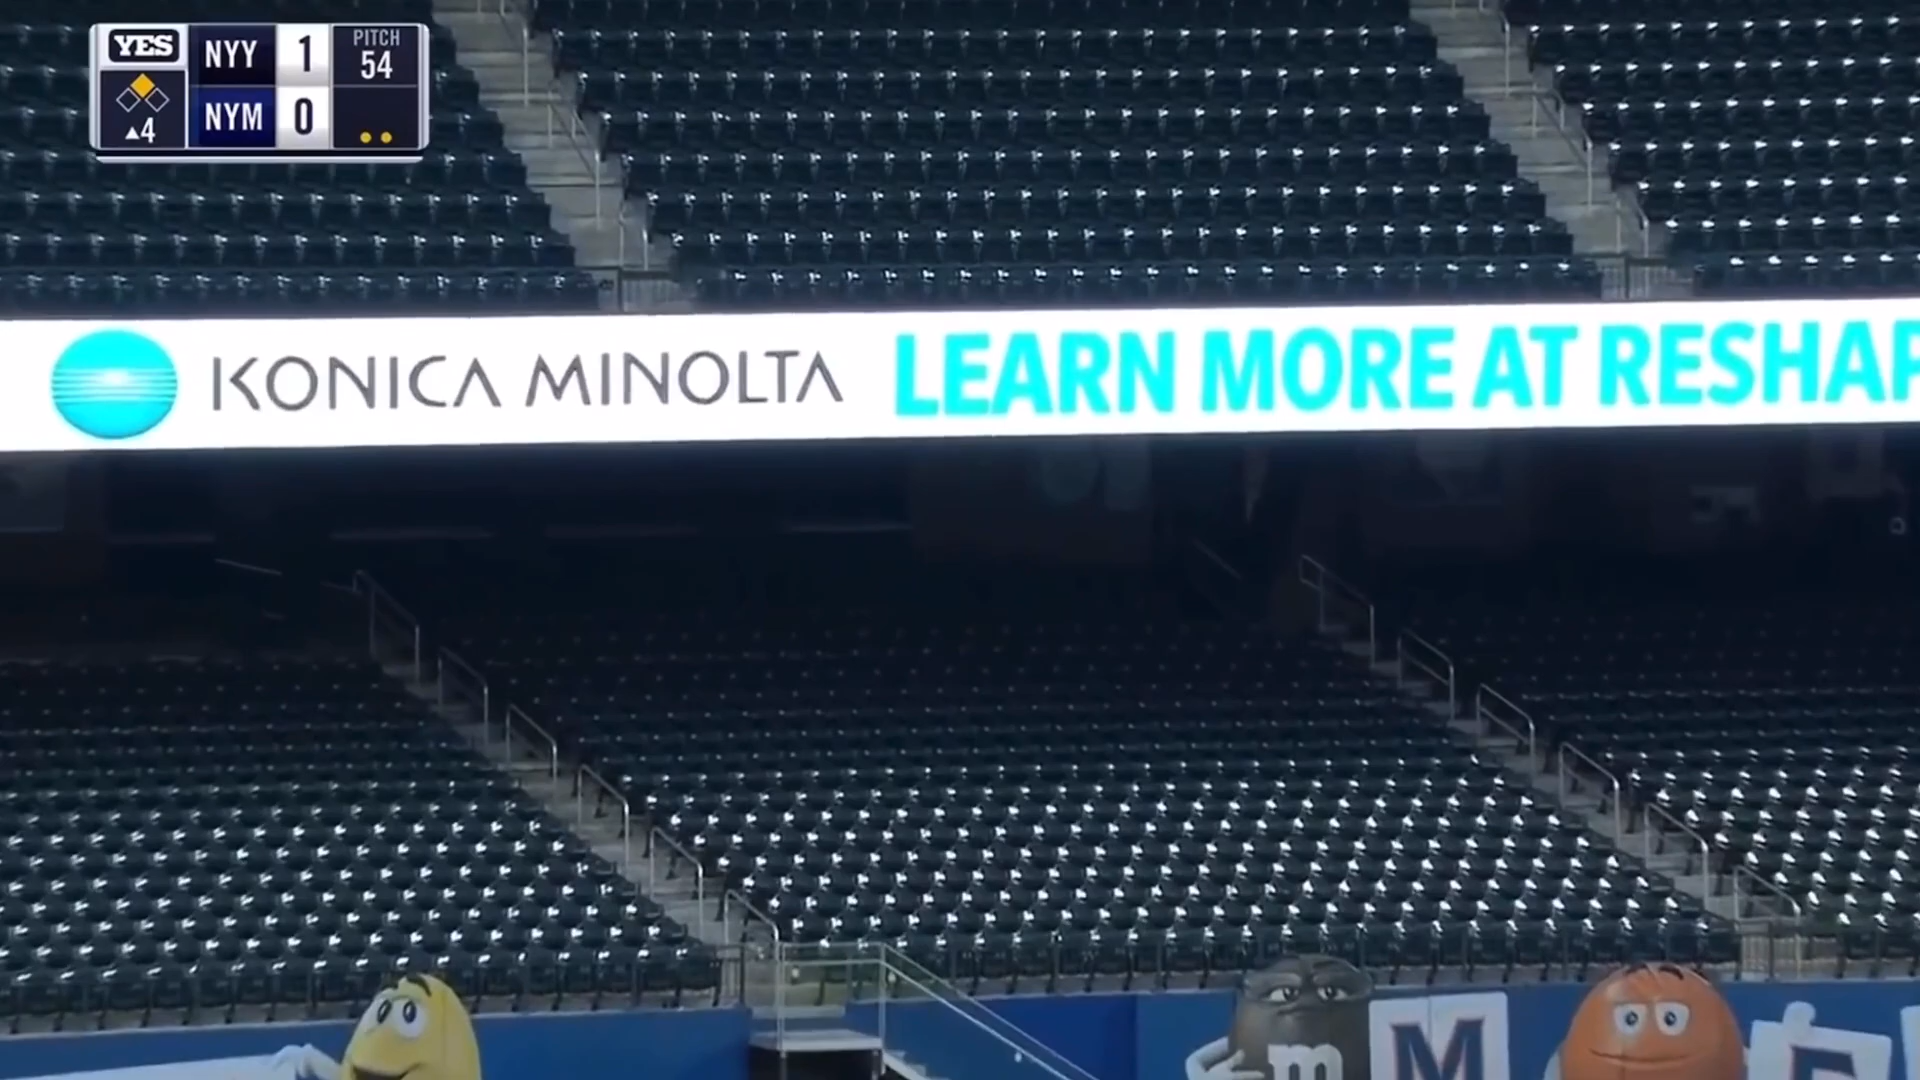 YES
NYY 1
NYM 0
PITCH
54
▲4
KONICA MINOLTA LEARN MORE AT RESHAP
m
M